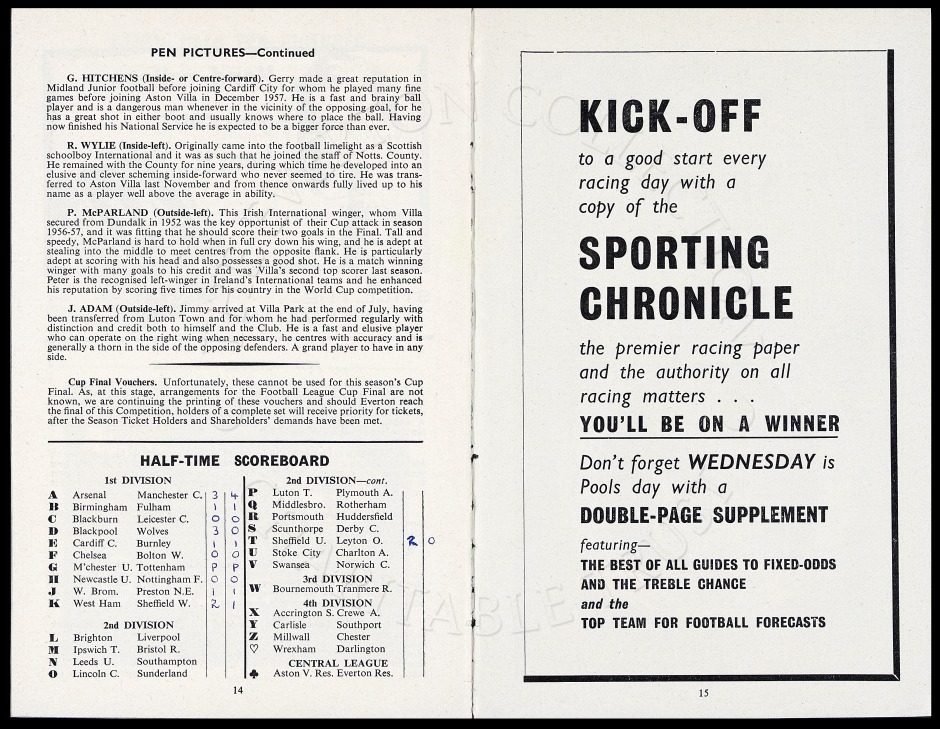 PEN PICTURES—Continued
G. HITCHENS (Inside- or Centre-forward). Gerry made a great reputation in
Midland Junior football before joining Cardiff City for whom he played many fine
games before joining Aston Villa in December 1957. He is a fast and brainy ball
player and is a dangerous man whenever in the vicinity of the opposing goal, for he
has a great shot in either boot and usually knows where to place the ball. Having
now finished his National Service he is expected to be a bigger force than ever.
R. WYLIE (Inside-left). Originally came into the football limelight as a Scottish
schoolboy International and it was as such that he joined the staff of Notts. County.
He remained with the County for nine years, during which time he developed into an
elusive and clever scheming inside-forward who never seemed to tire. He was trans-
ferred to Aston Villa last November and from thence onwards fully lived up to his
name as a player well above the average in ability.
P. McPARLAND (Outside-left). This Irish International winger, whom Villa
secured from Dundalk in 1952 was the key opportunist of their Cup attack in season
1956-57, and it was fitting that he should score their two goals in the Final. Tall and
speedy, McParland is hard to hold when in full cry down his wing, and he is adept at
stealing into the middle to meet centres from the opposite flank. He is particularly
adept at scoring with his head and also possesses a good shot. He is a match winning
winger with many goals to his credit and was Villa's second top scorer last season.
Peter is the recognised left-winger in Ireland's International teams and he enhanced
his reputation by scoring five times for his country in the World Cup competition.
J. ADAM (Outside-left). Jimmy arrived at Villa Park at the end of July, having
been transferred from Luton Town and for whom he had performed regularly with
distinction and credit both to himself and the Club. He is a fast and elusive player
who can operate on the right wing when necessary, he centres with accuracy and is
generally a thorn in the side of the opposing defenders. A grand player to have in any
side.
Cup Final Vouchers. Unfortunately, these cannot be used for this season's Cup
Final. As, at this stage, arrangements for the Football League Cup Final are not
known, we are continuing the printing of these vouchers and should Everton reach
the final of this Competition, holders of a complete set will receive priority for tickets,
after the Season Ticket Holders and Shareholders' demands have been met.
HALF-TIME SCOREBOARD
1st DIVISION
A Arsenal Manchester C. 3 4
B Birmingham Fulham 1 1
C Blackburn Leicester C. 0 0
D Blackpool Wolves 3 0
E Cardiff C. Burnley 1 1
F Chelsea Bolton W. 0 0
G M'chester U. Tottenham P P
H Newcastle U. Nottingham F. 0 0
J W. Brom. Preston N.E. 1 1
K West Ham Sheffield W. 2 1
2nd DIVISION
L Brighton Liverpool
M Ipswich T. Bristol R.
N Leeds U. Southampton
O Lincoln C. Sunderland
2nd DIVISION—cont.
P Luton T. Plymouth A.
Q Middlesbro. Rotherham
R Portsmouth Huddersfield
S Scunthorpe Derby C.
T Sheffield U. Leyton O. 2 0
U Stoke City Charlton A.
V Swansea Norwich C.
3rd DIVISION
W Bournemouth Tranmere R.
4th DIVISION
X Accrington S. Crewe A.
Y Carlisle Southport
Z Millwall Chester
♡ Wrexham Darlington
CENTRAL LEAGUE
♣ Aston V. Res. Everton Res.
14
KICK-OFF
to a good start every
racing day with a
copy of the
SPORTING
CHRONICLE
the premier racing paper
and the authority on all
racing matters . . .
YOU'LL BE ON A WINNER
Don't forget WEDNESDAY is
Pools day with a
DOUBLE-PAGE SUPPLEMENT
featuring—
THE BEST OF ALL GUIDES TO FIXED-ODDS
AND THE TREBLE CHANCE
and the
TOP TEAM FOR FOOTBALL FORECASTS
15